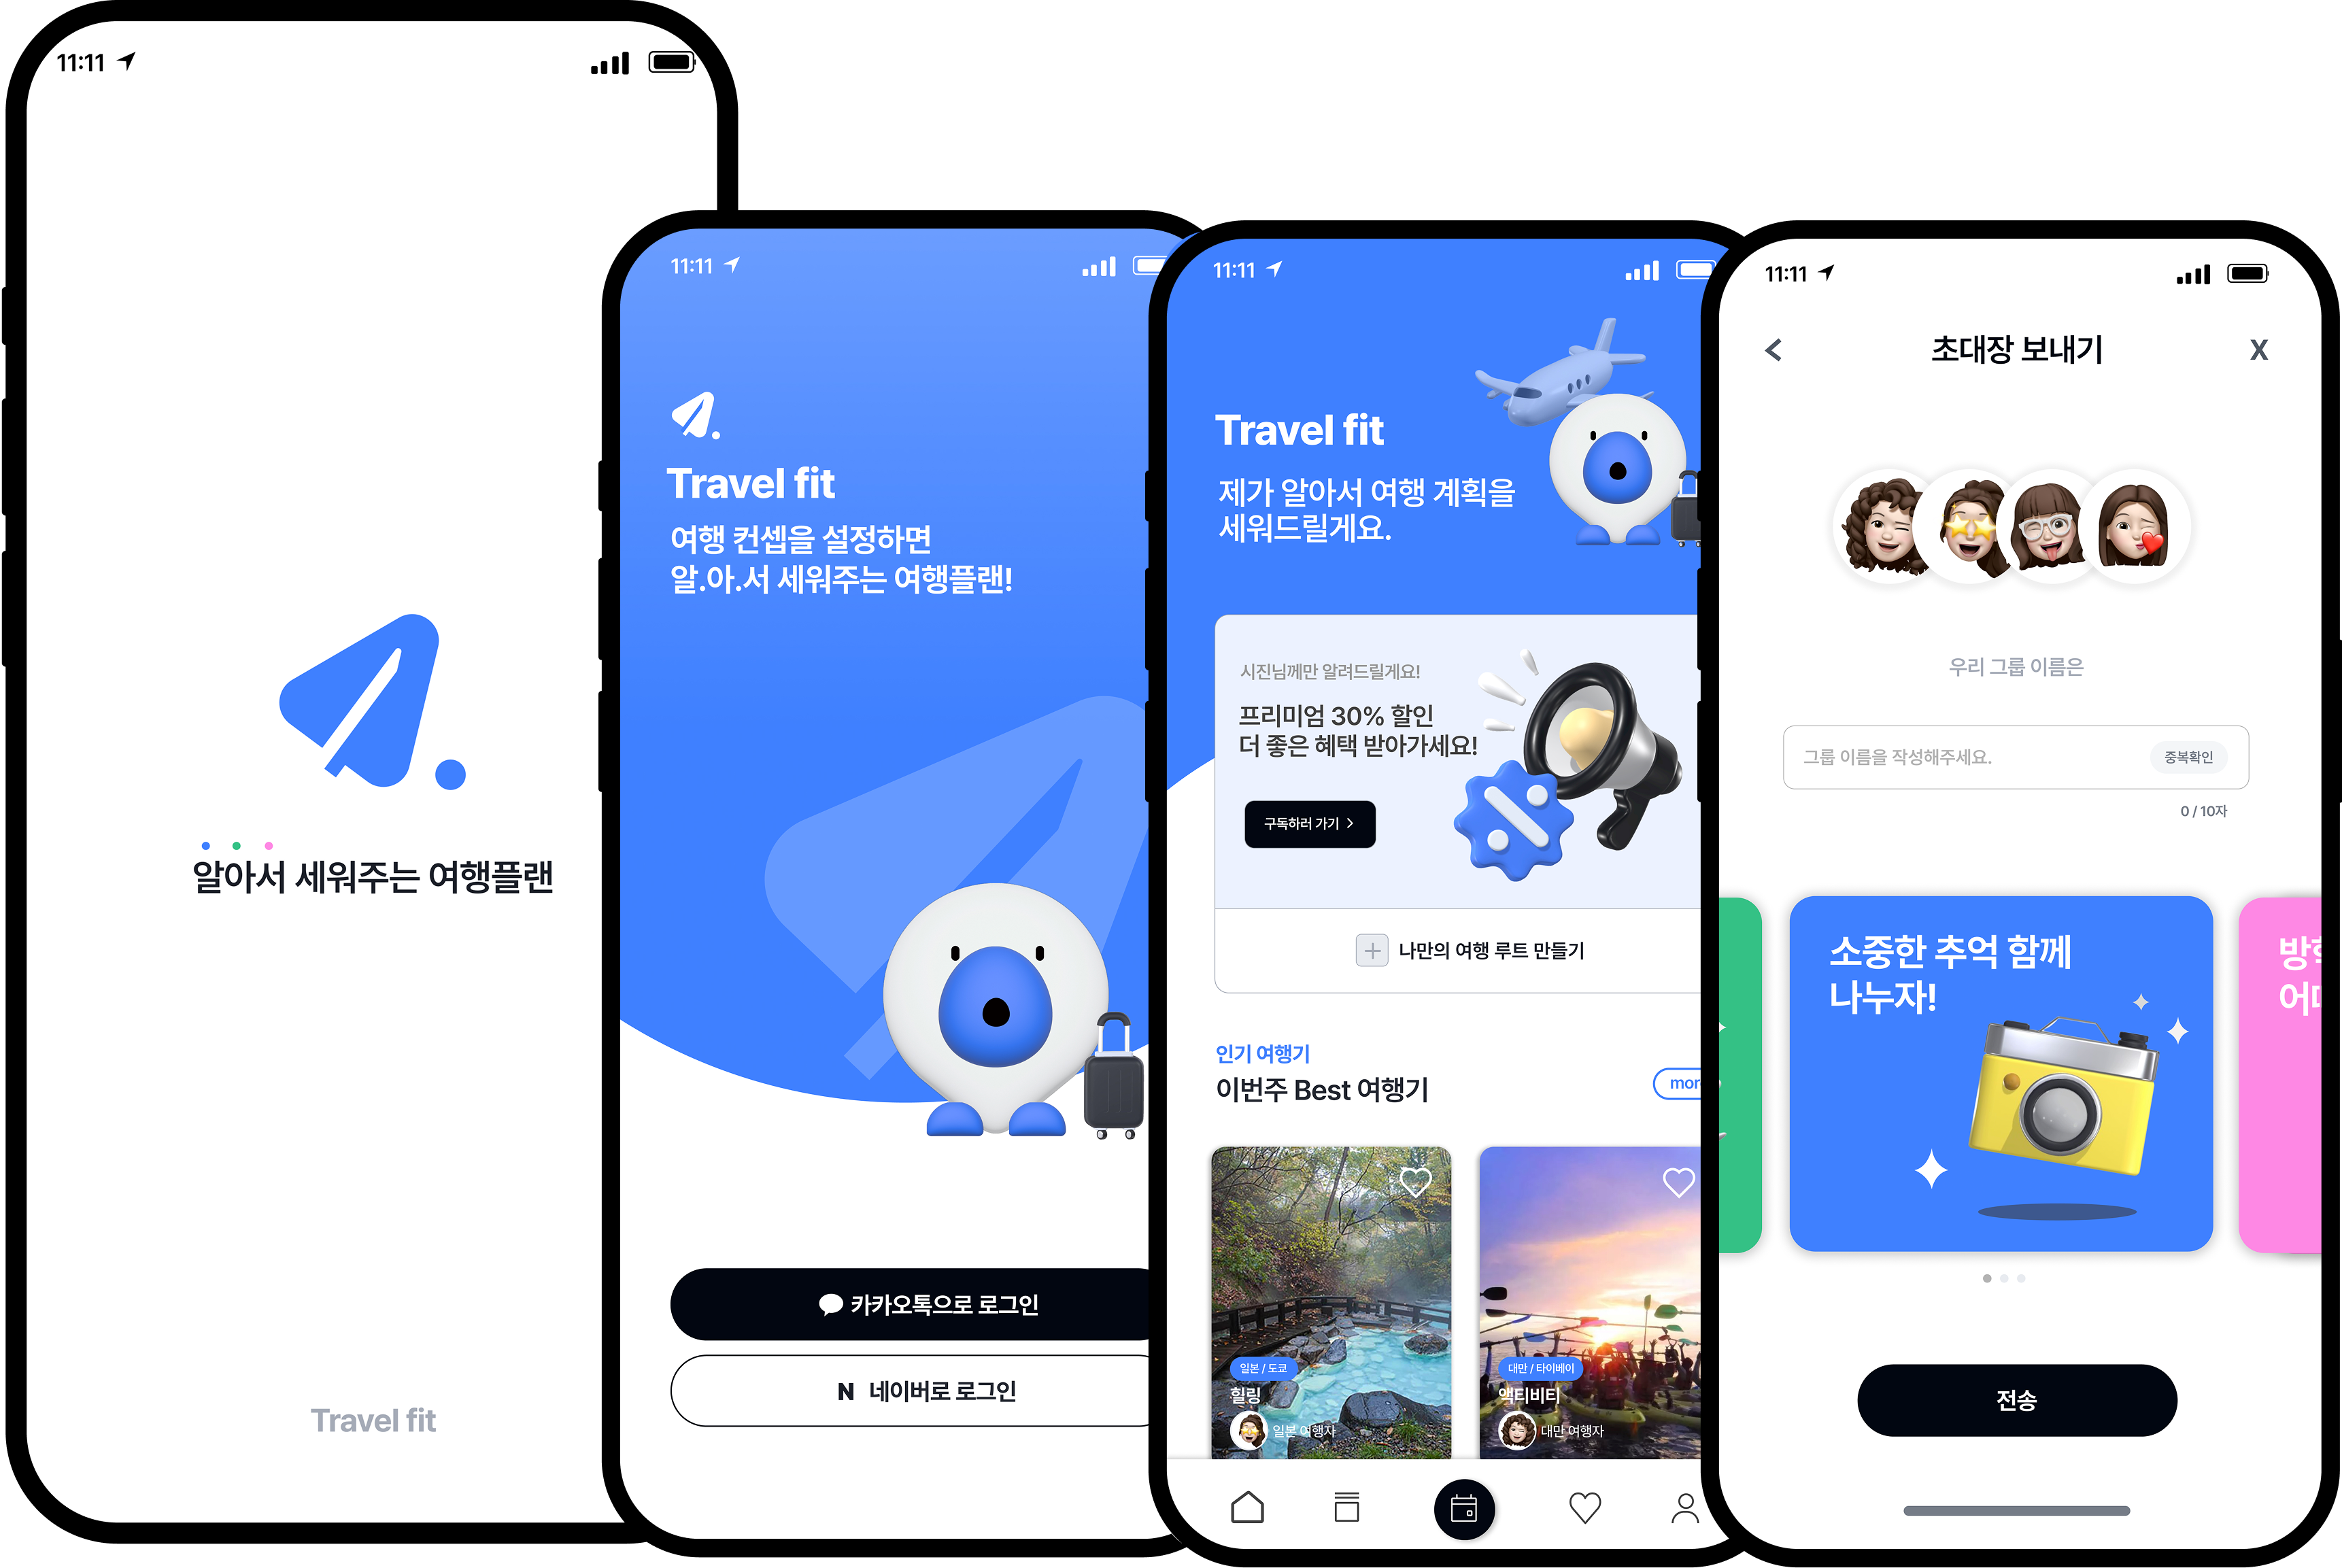 11:11
알아서 세워주는 여행플랜
Travel fit
11:11
Travel fit
여행 컨셉을 설정하면
알.아.서 세워주는 여행플랜!
카카오톡으로 로그인
N 네이버로 로그인
11:11
Travel fit
제가 알아서 여행 계획을
세워드릴게요.
시진님께만 알려드릴게요!
프리미엄 30% 할인
더 좋은 혜택 받아가세요!
구독하러 가기 >
나만의 여행 루트 만들기
인기 여행기
이번주 Best 여행기
일본 / 도쿄
힐링
일본 여행자
대만 / 타이베이
액티비티
대만 여행자
11:11
초대장 보내기
X
우리 그룹 이름은
그룹 이름을 작성해주세요.
중복확인
0 / 10자
소중한 추억 함께
나누자!
전송